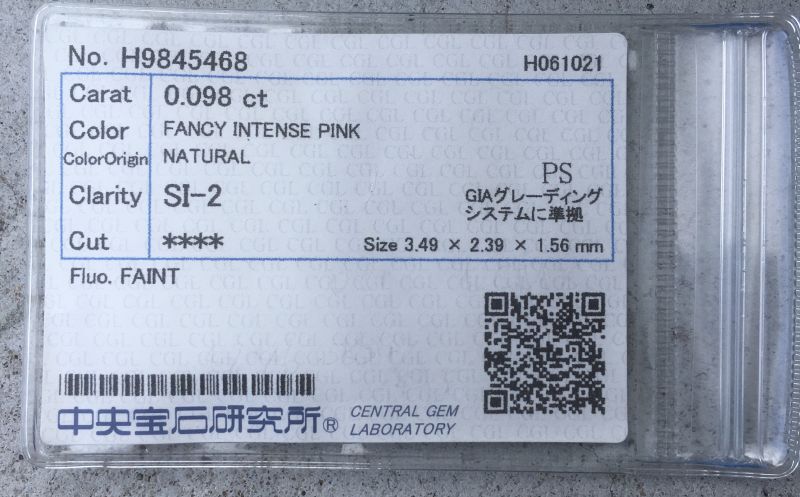 No. H9845468
H061021
Carat 0.098 ct
Color FANCY INTENSE PINK
ColorOrigin NATURAL
Clarity SI-2
PS
GIAグレーディング
システムに準拠
Cut ****
Size 3.49 × 2.39 × 1.56 mm
Fluo. FAINT
中央宝石研究所® CENTRAL GEM
LABORATORY